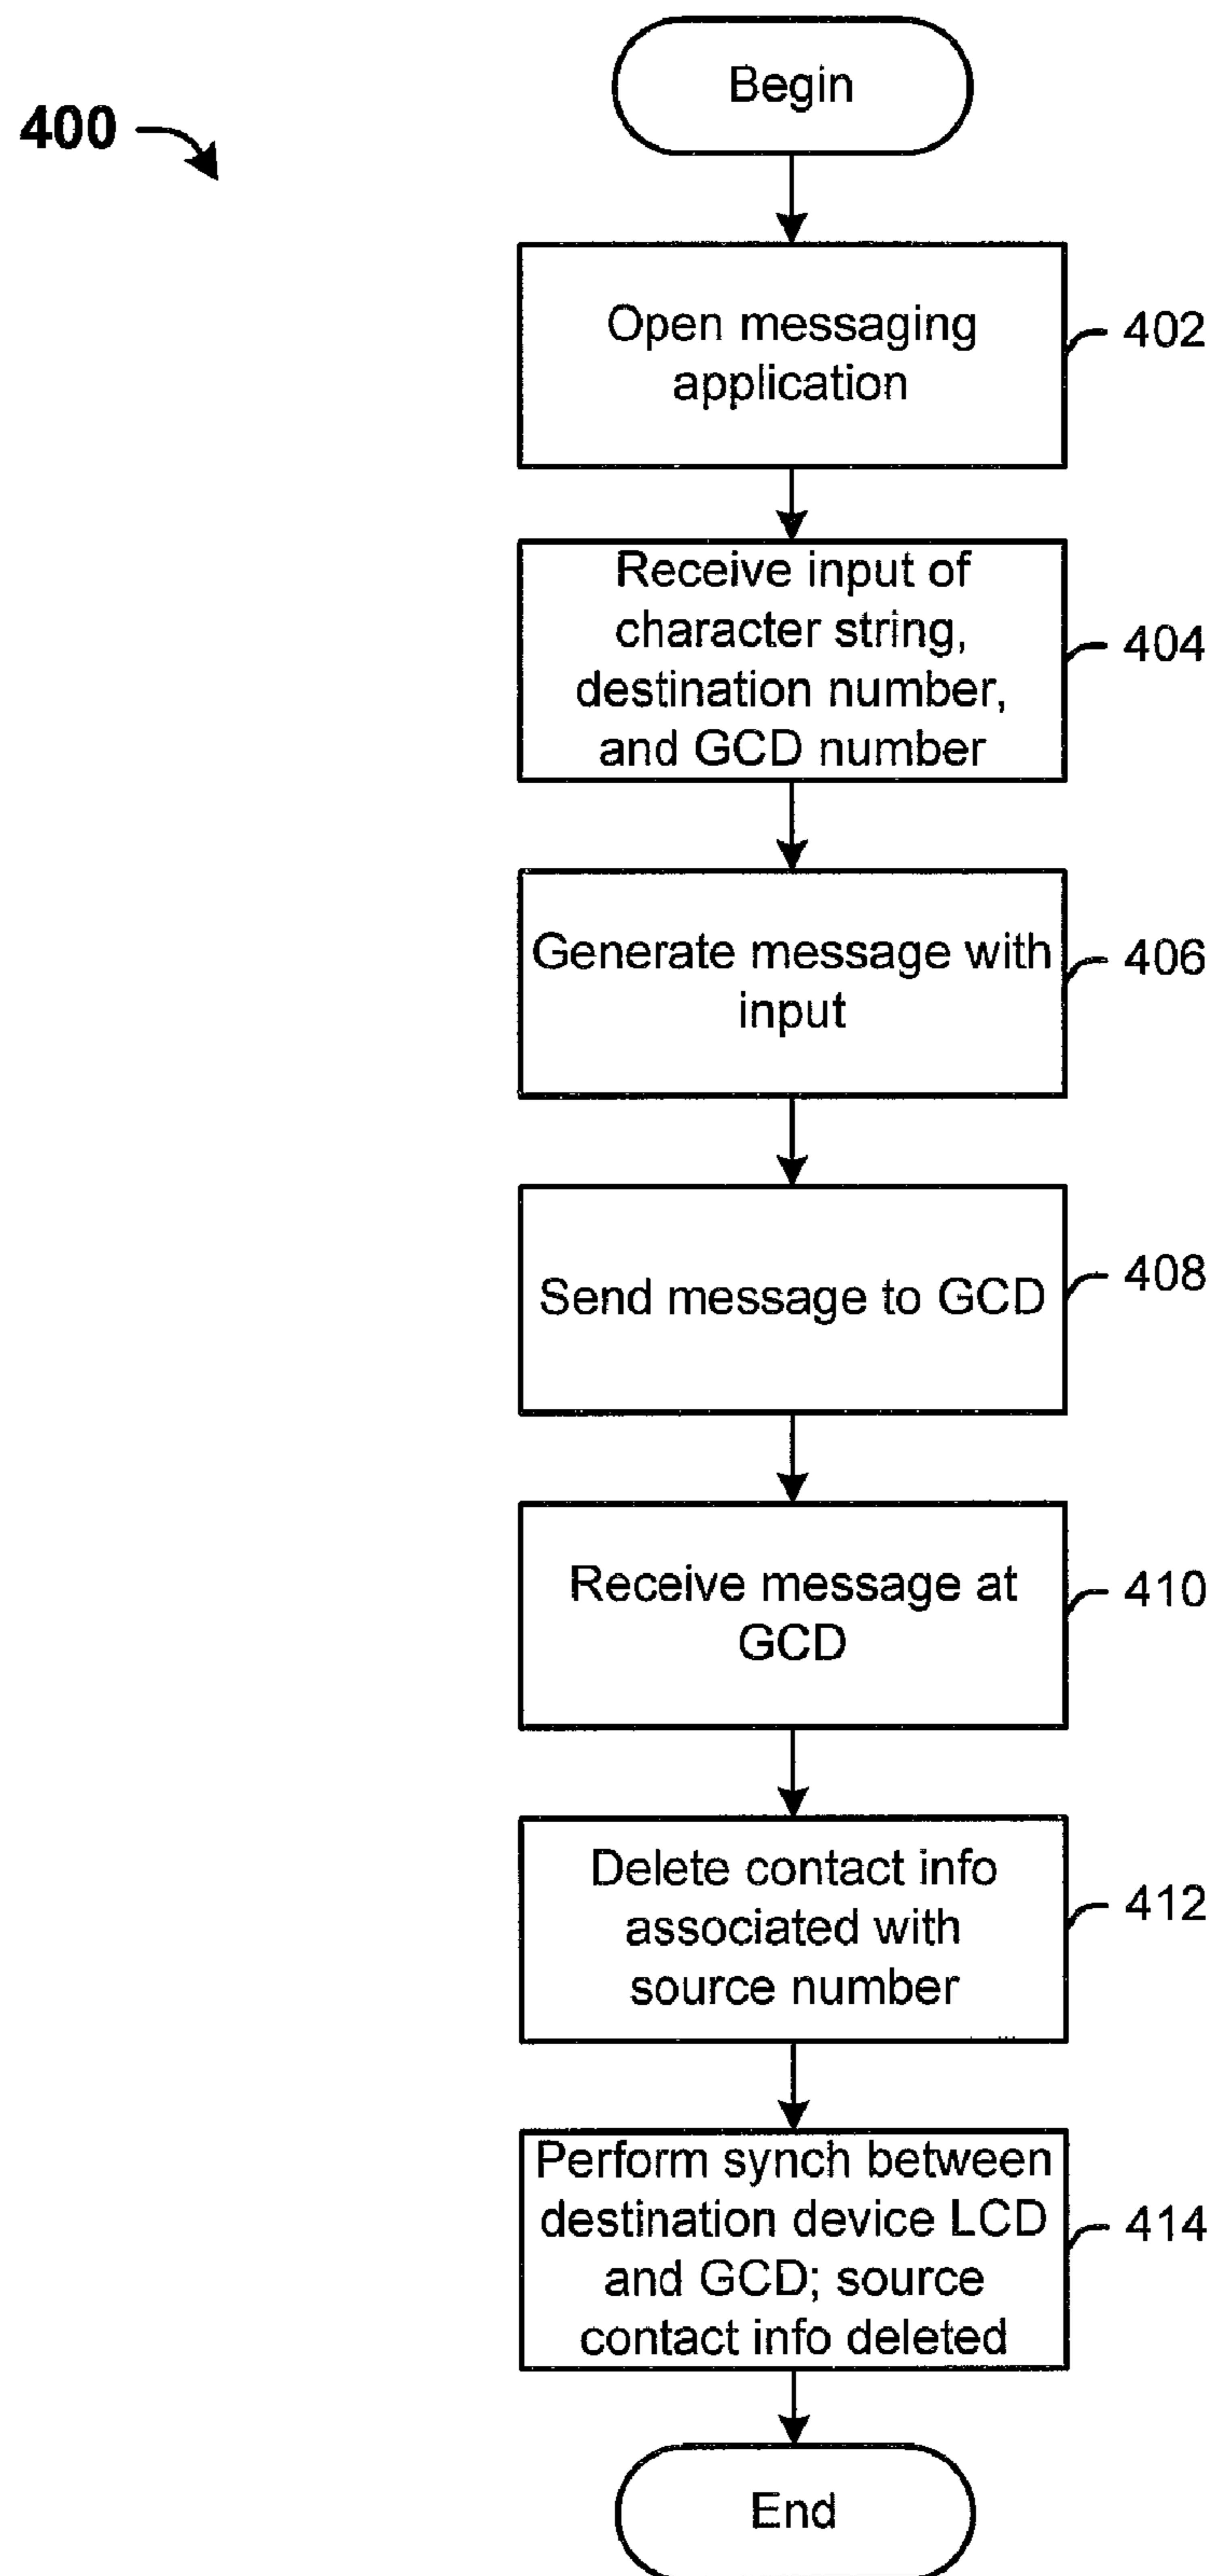 Begin
400
Open messaging
application
402
Receive input of
character string,
destination number,
and GCD number
404
Generate message with
input
406
Send message to GCD
408
Receive message at
GCD
410
Delete contact info
associated with
source number
412
Perform synch between
destination device LCD
and GCD; source
contact info deleted
414
End